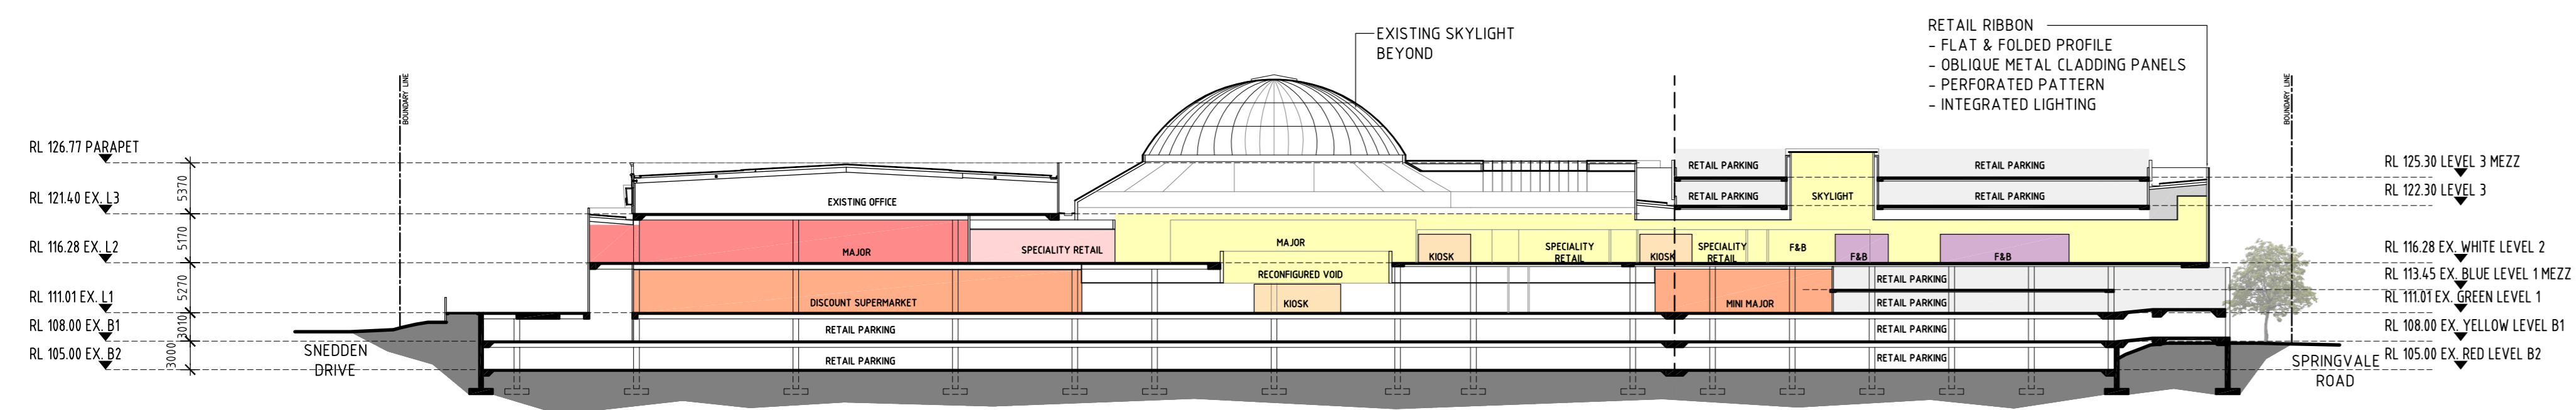 EXISTING SKYLIGHT
BEYOND
RETAIL RIBBON
- FLAT & FOLDED PROFILE
- OBLIQUE METAL CLADDING PANELS
- PERFORATED PATTERN
- INTEGRATED LIGHTING
BOUNDARY LINE
BOUNDARY LINE
RL 126.77 PARAPET
RL 121.40 EX. L3
RL 116.28 EX. L2
RL 111.01 EX. L1
RL 108.00 EX. B1
RL 105.00 EX. B2
5370
5170
5270
3010
3000
SNEDDEN
DRIVE
EXISTING OFFICE
MAJOR
SPECIALITY RETAIL
DISCOUNT SUPERMARKET
RETAIL PARKING
RETAIL PARKING
MAJOR
RECONFIGURED VOID
KIOSK
KIOSK
SPECIALITY
RETAIL
KIOSK
SPECIALITY
RETAIL
F&B
F&B
F&B
RETAIL PARKING
RETAIL PARKING
SKYLIGHT
RETAIL PARKING
RETAIL PARKING
MINI MAJOR
RETAIL PARKING
RETAIL PARKING
RETAIL PARKING
RETAIL PARKING
RL 125.30 LEVEL 3 MEZZ
RL 122.30 LEVEL 3
RL 116.28 EX. WHITE LEVEL 2
RL 113.45 EX. BLUE LEVEL 1 MEZZ
RL 111.01 EX. GREEN LEVEL 1
RL 108.00 EX. YELLOW LEVEL B1
RL 105.00 EX. RED LEVEL B2
SPRINGVALE
ROAD